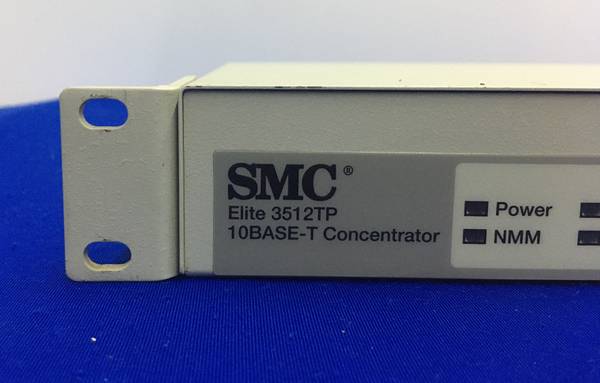 SMC®
Elite 3512TP
10BASE-T Concentrator
Power
NMM